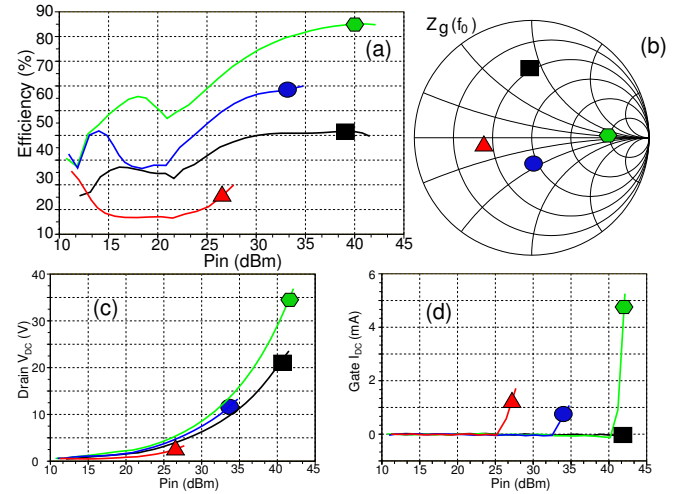 90
80
70
60
50
40
30
20
10
Efficiency (%)
(a)
10 15 20 25 30 35 40 45
Pin (dBm)
Zg(f0)
(b)
40
30
20
10
0
Drain VDC (V)
(c)
10 15 20 25 30 35 40 45
Pin (dBm)
6
4
2
0
Gate IDC (mA)
(d)
10 15 20 25 30 35 40 45
Pin (dBm)